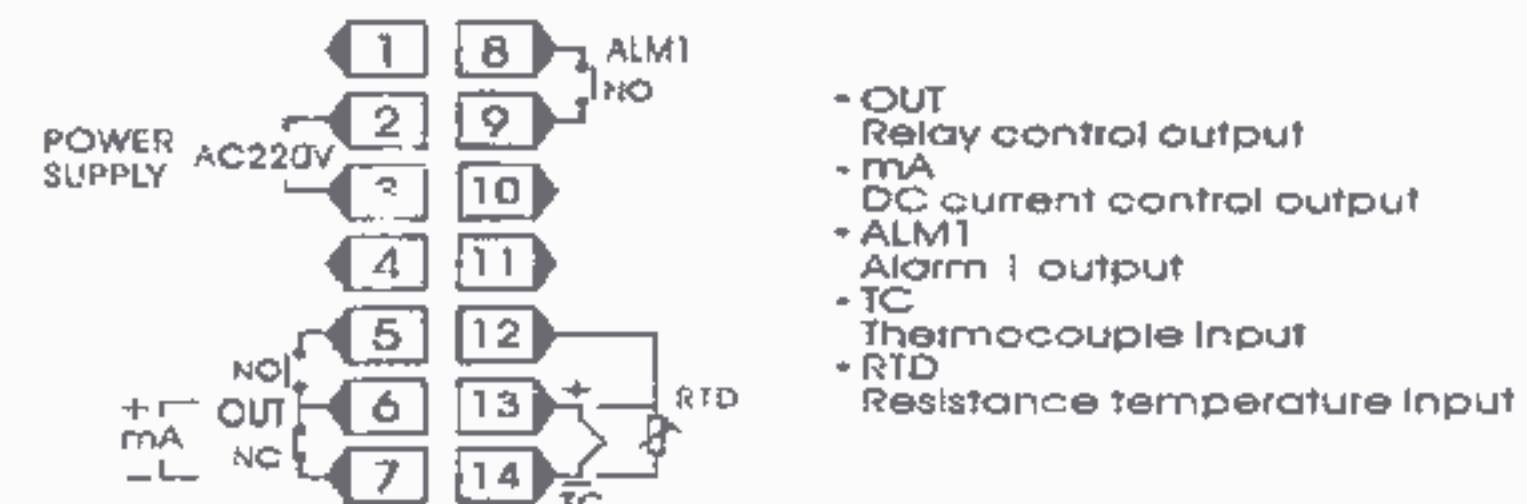 1 8 ALM1
NO
2 9
POWER
SUPPLY
AC220V
3 10
4 11
5 12
NO
OUT 6 + 13 RTD
+
mA
-
NC
7 14
-
TC
- OUT
Relay control output
- mA
DC current control output
- ALM1
Alarm 1 output
- TC
Thermocouple Input
- RTD
Resistance temperature Input